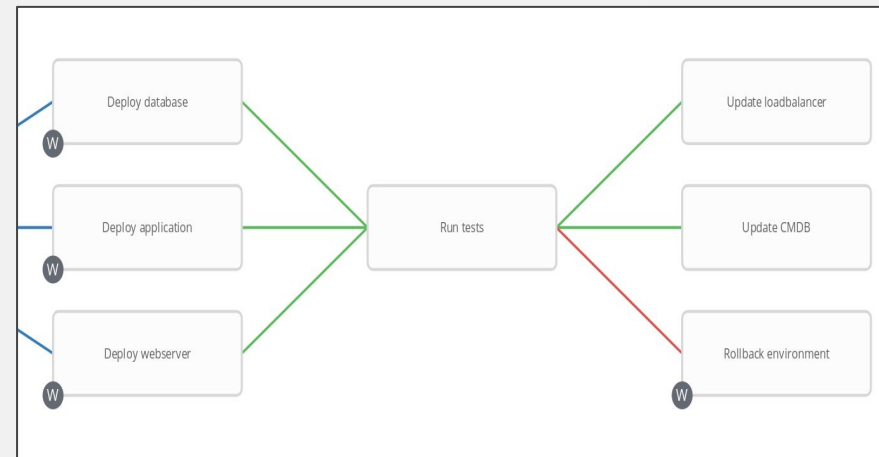 Deploy database
W
Deploy application
W
Deploy webserver
W
Run tests
Update loadbalancer
Update CMDB
Rollback environment
W